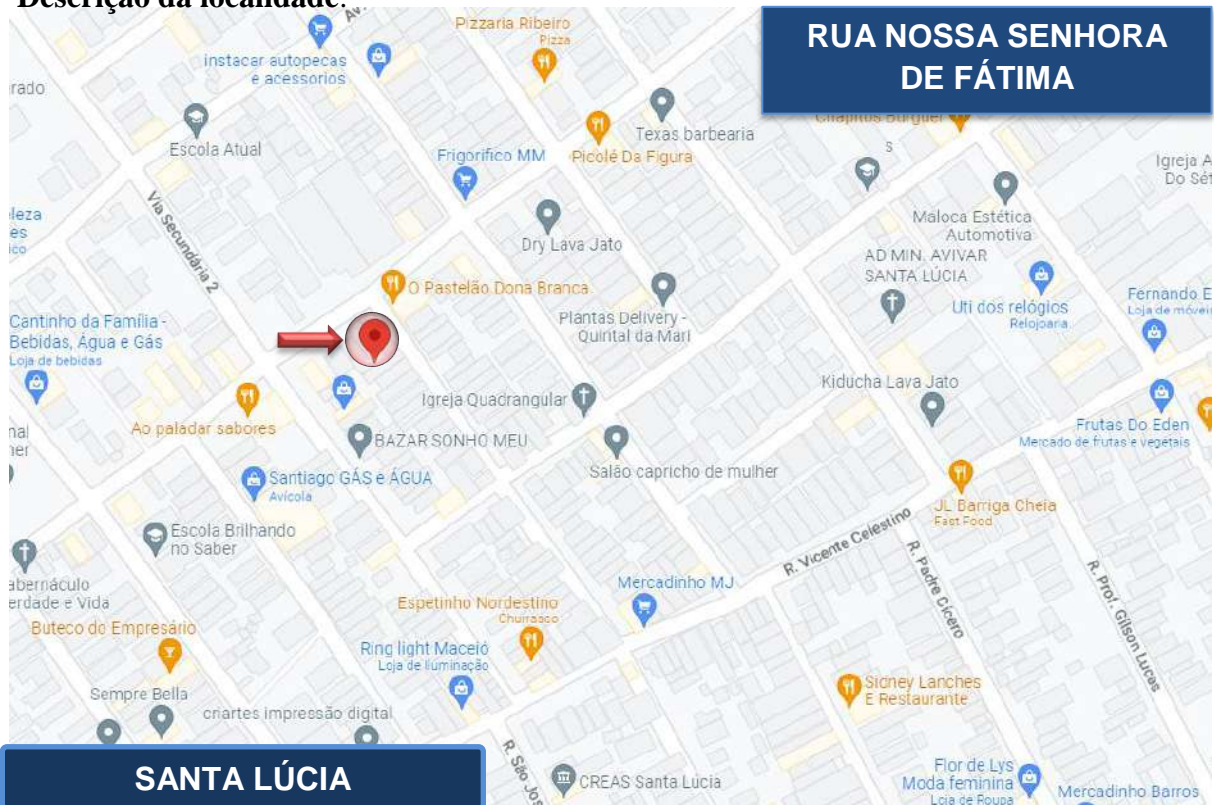 Descrição da localidade:
RUA NOSSA SENHORA
DE FÁTIMA
Pizzaria Ribeiro
Pizza
instacar autopecas
e acessorios
rado
Escola Atual
Frigorifico MM
Picolé Da Figura
Texas barbearia
Chapitos Burguer
S
Igreja A
Do Sét
Via Secundária 2
leza
es
ico
Dry Lava Jato
Maloca Estética
Automotiva
AD MIN. AVIVAR
SANTA LÚCIA
O Pastelão Dona Branca
Plantas Delivery -
Quirital da Mari
Uti dos relógios
Relojoaria
Fernando E
Loja de móvei
Cantinho da Família -
Bebidas, Água e Gás
Loja de bebidas
Kiducha Lava Jato
Igreja Quadrangular
Ao paladar sabores
BAZAR SONHO MEU
Frutas Do Eden
Mercado de frutas e vegetais
nal
ner
Santiago GÁS e ÁGUA
Avícola
Salão capricho de mulher
JL Barriga Cheia
Fast Food
Escola Brilhando
no Saber
R. Vicente Celestino
R. Padre Cícero
R. Prof. Gilson Lucas
abernáculo
erdade e Vida
Mercadinho MJ
Espetinho Nordestino
Churrasco
Buteco do Empresário
Ring light Maceió
Loja de iluminação
Sempre Bella
criartes impressão digital
Sidney Lanches
E Restaurante
SANTA LÚCIA
R. São Jos
CREAS Santa Lúcia
Flor de Lys
Moda feminina
Loja de Roupa
Mercadinho Barros